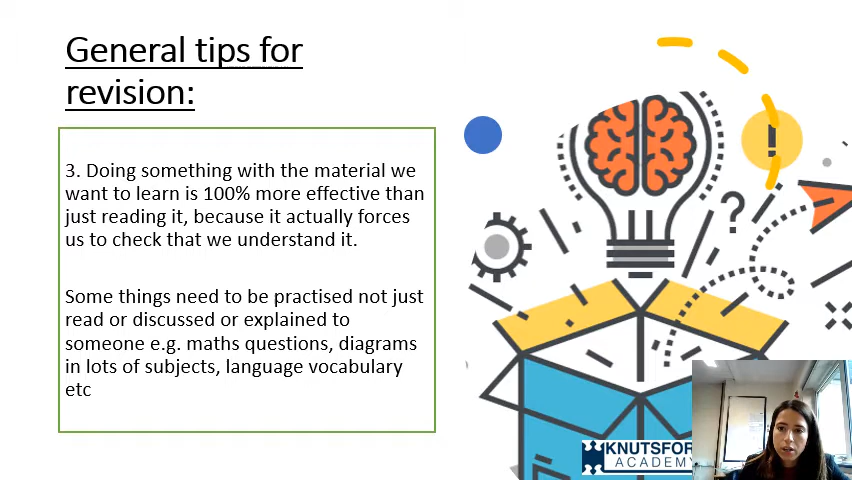 General tips for
revision:
3. Doing something with the material we
want to learn is 100% more effective than
just reading it, because it actually forces
us to check that we understand it.
Some things need to be practised not just
read or discussed or explained to
someone e.g. maths questions, diagrams
in lots of subjects, language vocabulary
etc
!
?
KNUTSFOR
ACADEMY